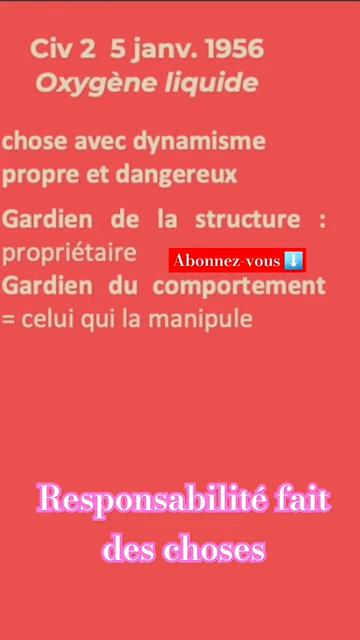 Civ 2 5 janv. 1956
Oxygène liquide
chose avec dynamisme
propre et dangereux
Gardien de la structure :
propriétaire
Abonnez-vous ⬇️
Gardien du comportement
= celui qui la manipule
Responsabilité fait
des choses